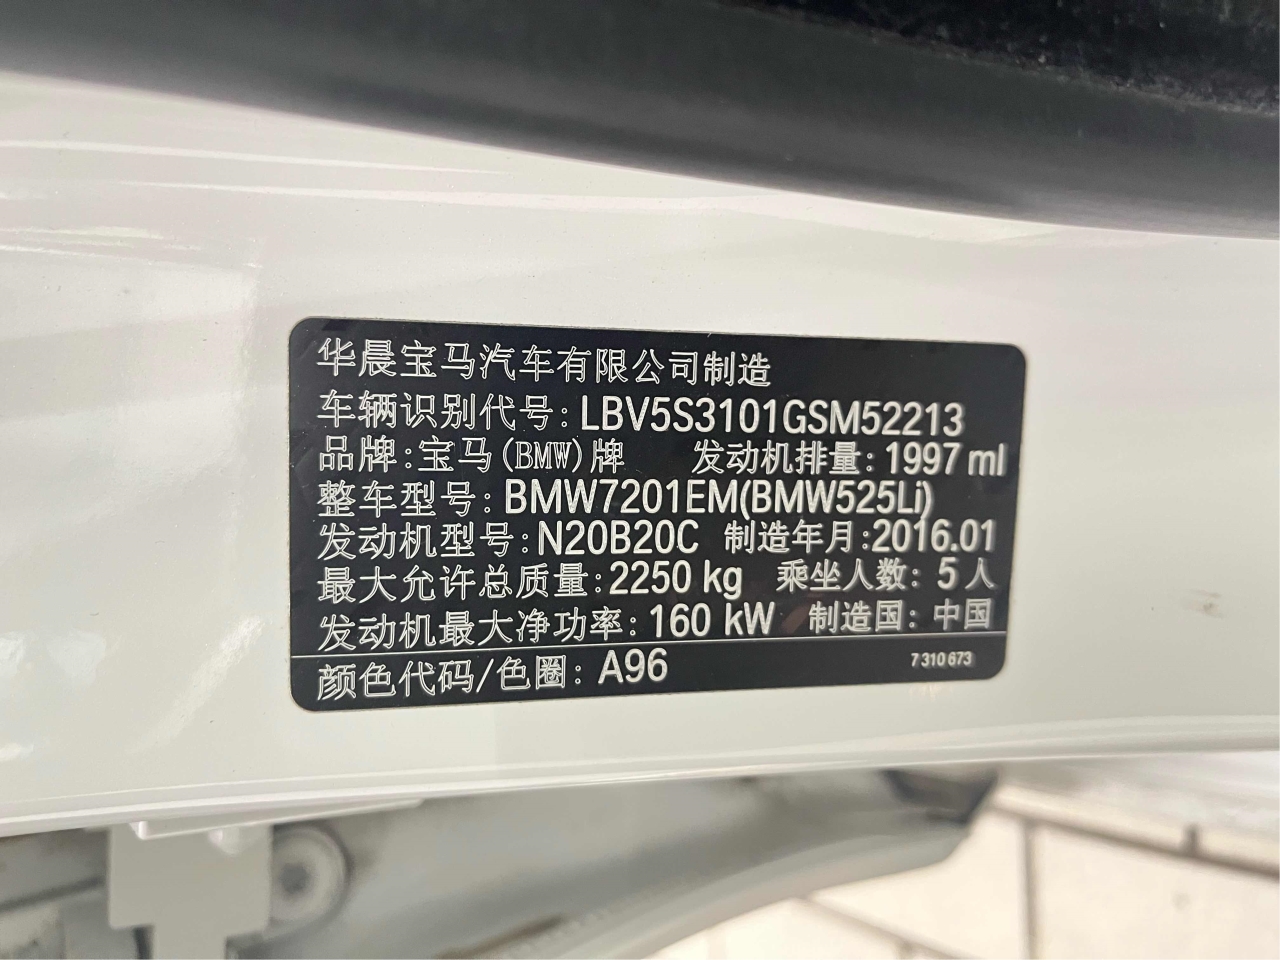 华晨宝马汽车有限公司制造
车辆识别代号: LBV5S3101GSM52213
品牌:宝马(BMW)牌 发动机排量: 1997 ml
整车型号: BMW7201EM(BMW525Li)
发动机型号:N20B20C 制造年月:2016.01
最大允许总质量:2250 kg 乘坐人数: 5 人
发动机最大净功率: 160 kW 制造国: 中国
颜色代码/色圈: A96 7 310 673